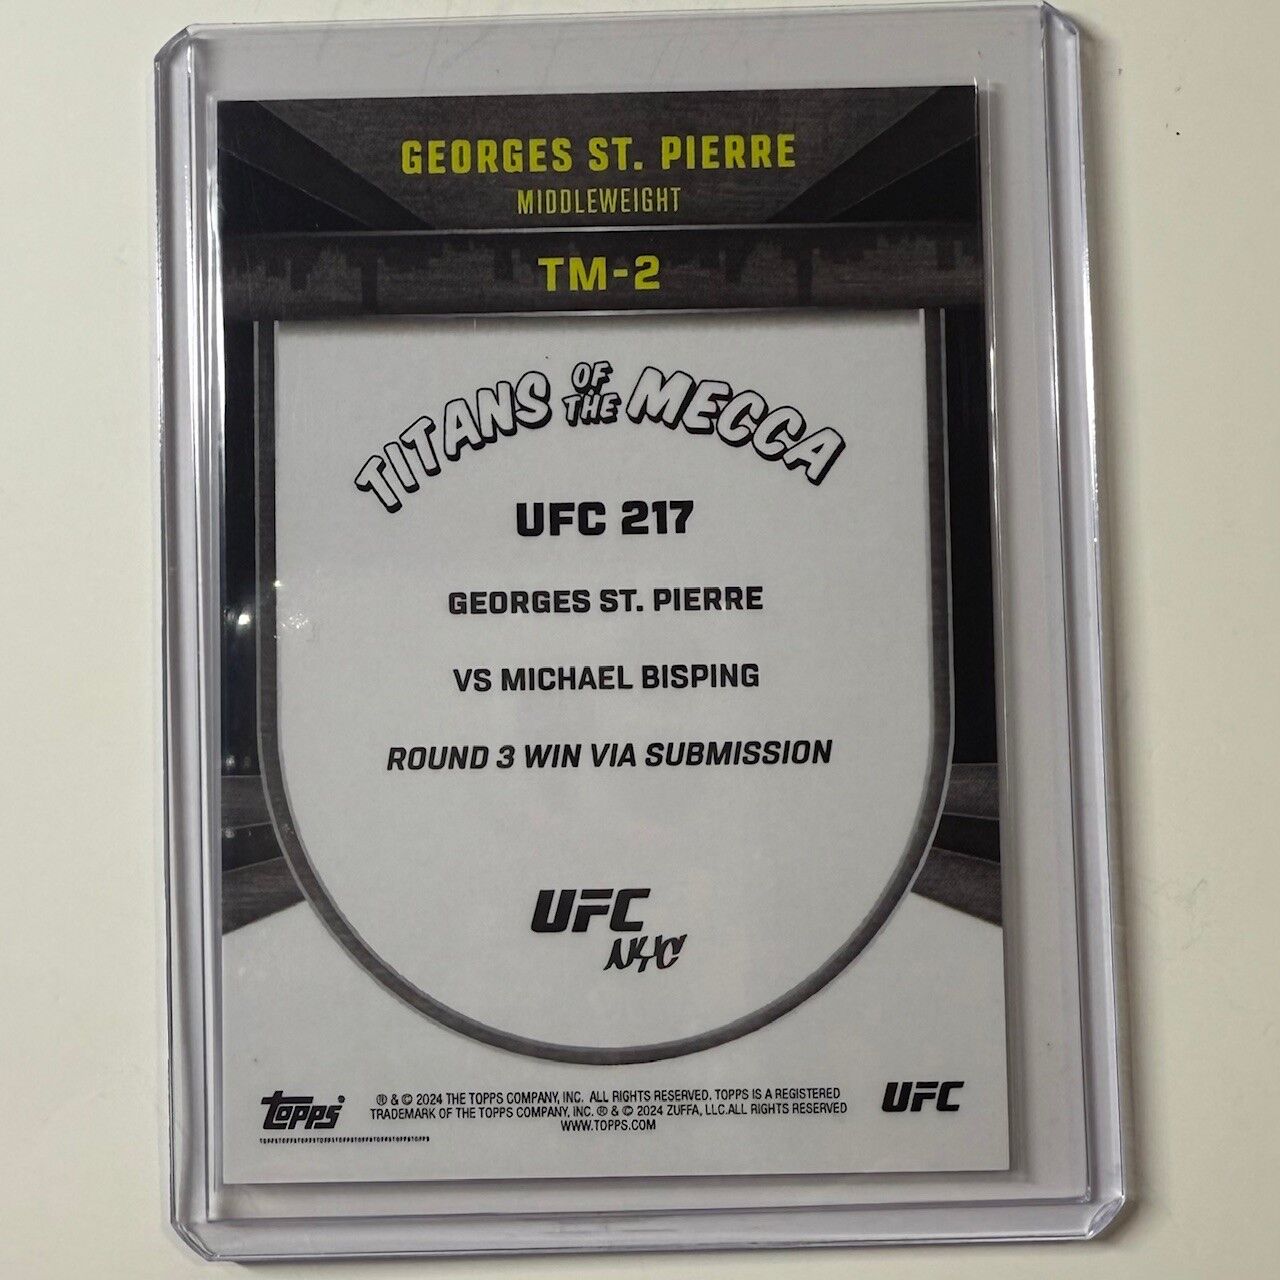 GEORGES ST. PIERRE
MIDDLEWEIGHT
TM-2
TITANS OF THE MECCA
UFC 217
GEORGES ST. PIERRE
VS MICHAEL BISPING
ROUND 3 WIN VIA SUBMISSION
UFC
NYC
topps
® & © 2024 THE TOPPS COMPANY, INC. ALL RIGHTS RESERVED. TOPPS IS A REGISTERED
TRADEMARK OF THE TOPPS COMPANY, INC. ® & © 2024 ZUFFA, LLC.ALL RIGHTS RESERVED
WWW.TOPPS.COM
UFC